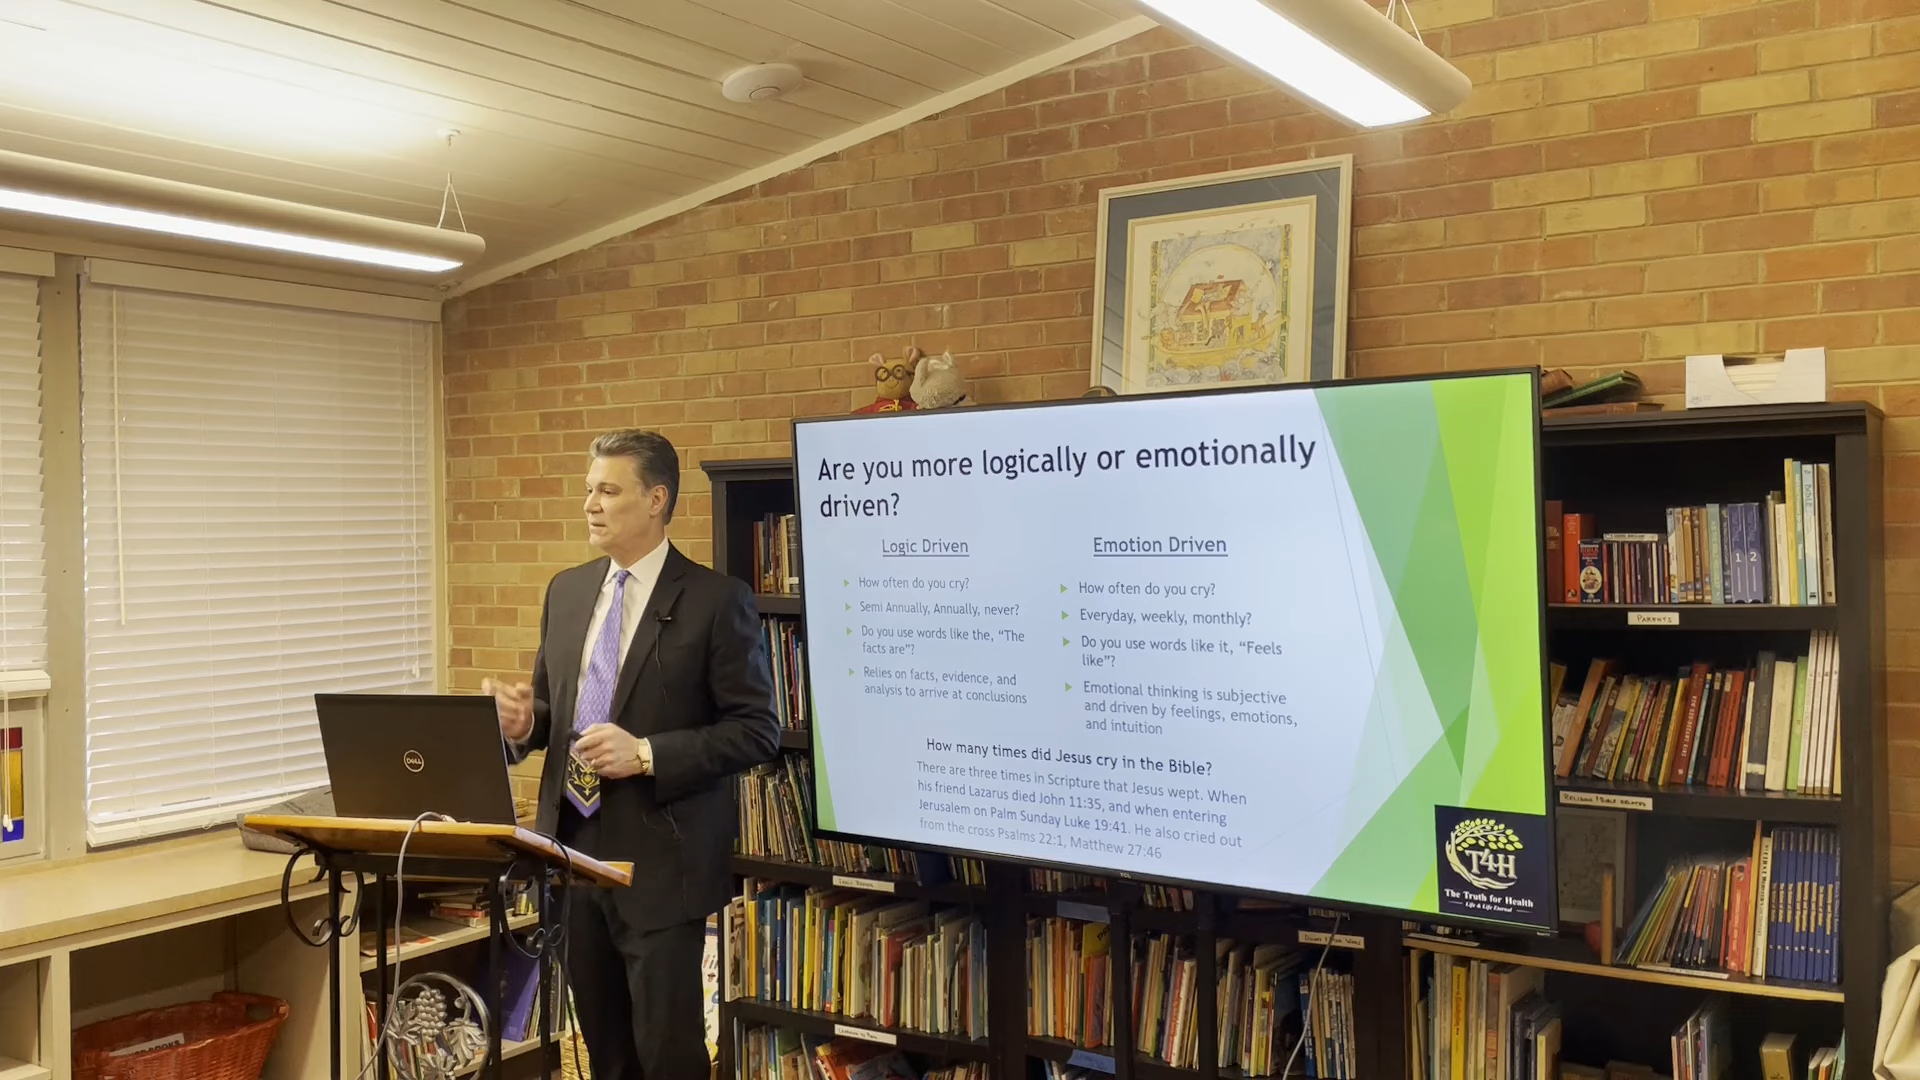 Are you more logically or emotionally
driven?
Logic Driven
How often do you cry?
Semi Annually, Annually, never?
Do you use words like the, “The
facts are”?
Relies on facts, evidence, and
analysis to arrive at conclusions
Emotion Driven
How often do you cry?
Everyday, weekly, monthly?
Do you use words like it, “Feels
like”?
Emotional thinking is subjective
and driven by feelings, emotions,
and intuition
How many times did Jesus cry in the Bible?
There are three times in Scripture that Jesus wept. When
his friend Lazarus died John 11:35, and when entering
Jerusalem on Palm Sunday Luke 19:41. He also cried out
from the cross Psalms 22:1, Matthew 27:46
T4H
The Truth for Health
Life & Life Eternal
TCL
DELL
PARENTS
1 2